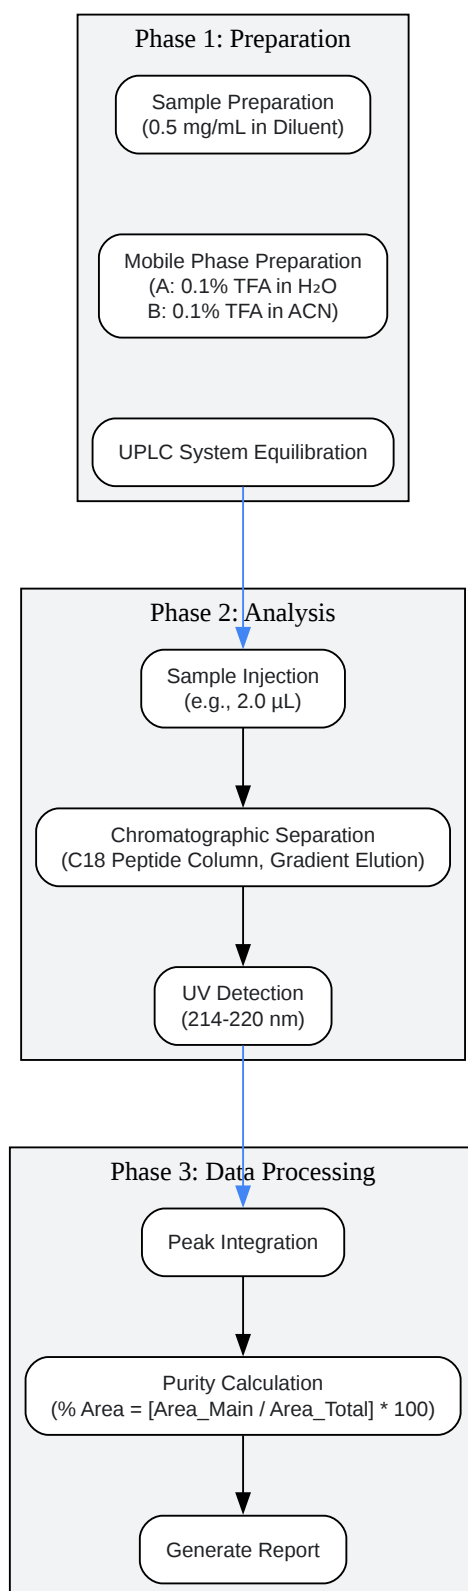 Phase 1: Preparation
Sample Preparation
(0.5 mg/mL in Diluent)
Mobile Phase Preparation
(A: 0.1% TFA in H₂O
B: 0.1% TFA in ACN)
UPLC System Equilibration
Phase 2: Analysis
Sample Injection
(e.g., 2.0 µL)
Chromatographic Separation
(C18 Peptide Column, Gradient Elution)
UV Detection
(214-220 nm)
Phase 3: Data Processing
Peak Integration
Purity Calculation
(% Area = [Area_Main / Area_Total] * 100)
Generate Report